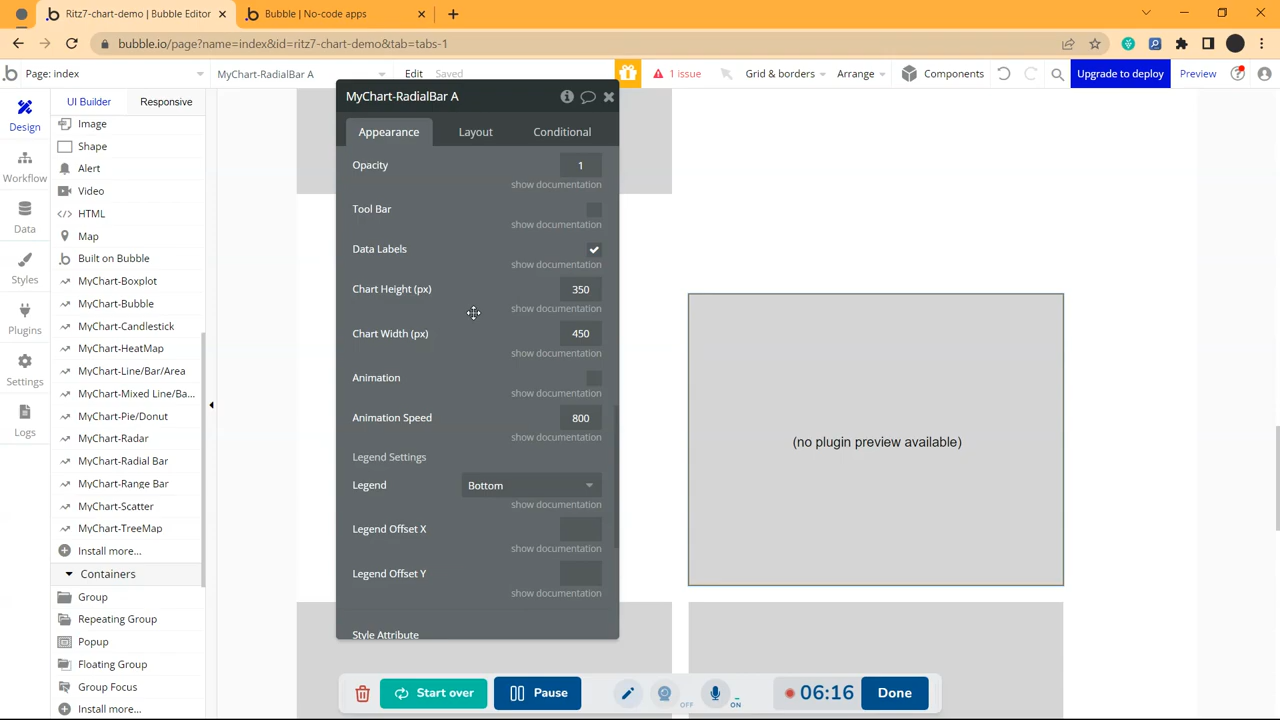 Ritz7-chart-demo | Bubble Editor
Bubble | No-code apps
bubble.io/page?name=index&id=ritz7-chart-demo&tab=tabs-1
Page: index
MyChart-RadialBar A
Edit
Saved
1 issue
Grid & borders
Arrange
Components
Upgrade to deploy
Preview
Design
Workflow
Data
Styles
Plugins
Settings
Logs
UI Builder
Responsive
Image
Shape
Alert
Video
HTML
Map
Built on Bubble
MyChart-Boxplot
MyChart-Bubble
MyChart-Candlestick
MyChart-HeatMap
MyChart-Line/Bar/Area
MyChart-Mixed Line/Ba...
MyChart-Pie/Donut
MyChart-Radar
MyChart-Radial Bar
MyChart-Range Bar
MyChart-Scatter
MyChart-TreeMap
Install more...
Containers
Group
Repeating Group
Popup
Floating Group
Group Focus
Install more...
MyChart-RadialBar A
Appearance
Layout
Conditional
Opacity 1
show documentation
Tool Bar
show documentation
Data Labels
show documentation
Chart Height (px) 350
show documentation
Chart Width (px) 450
show documentation
Animation
show documentation
Animation Speed 800
show documentation
Legend Settings
Legend Bottom
show documentation
Legend Offset X
show documentation
Legend Offset Y
show documentation
Style Attribute
(no plugin preview available)
Start over
Pause
OFF
ON
06:16
Done